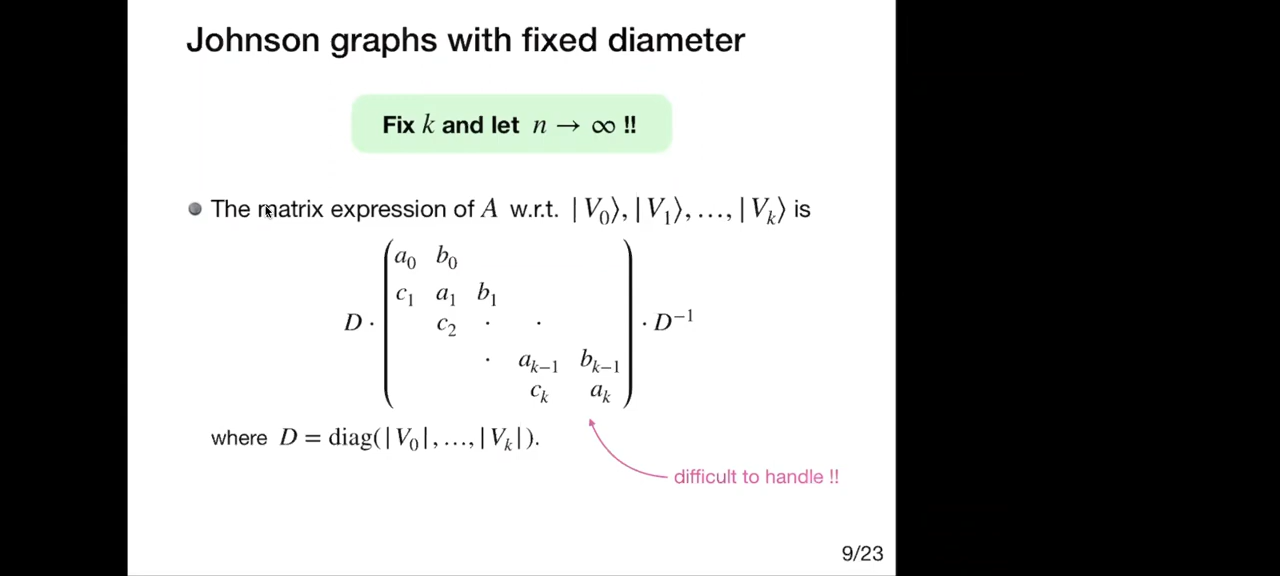 Johnson graphs with fixed diameter
Fix k and let n → ∞ !!
The matrix expression of A w.r.t. |V₀⟩, |V₁⟩, …, |Vₖ⟩ is
a₀ b₀
c₁ a₁ b₁
D · c₂ · · · D⁻¹
· aₖ₋₁ bₖ₋₁
cₖ aₖ
where D = diag(|V₀|, …, |Vₖ|).
difficult to handle !!
9/23